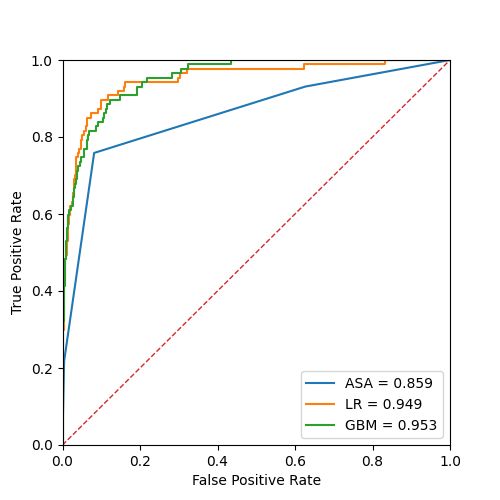 1.0
0.8
0.6
0.4
0.2
0.0
True Positive Rate
ASA = 0.859
LR = 0.949
GBM = 0.953
0.0 0.2 0.4 0.6 0.8 1.0
False Positive Rate